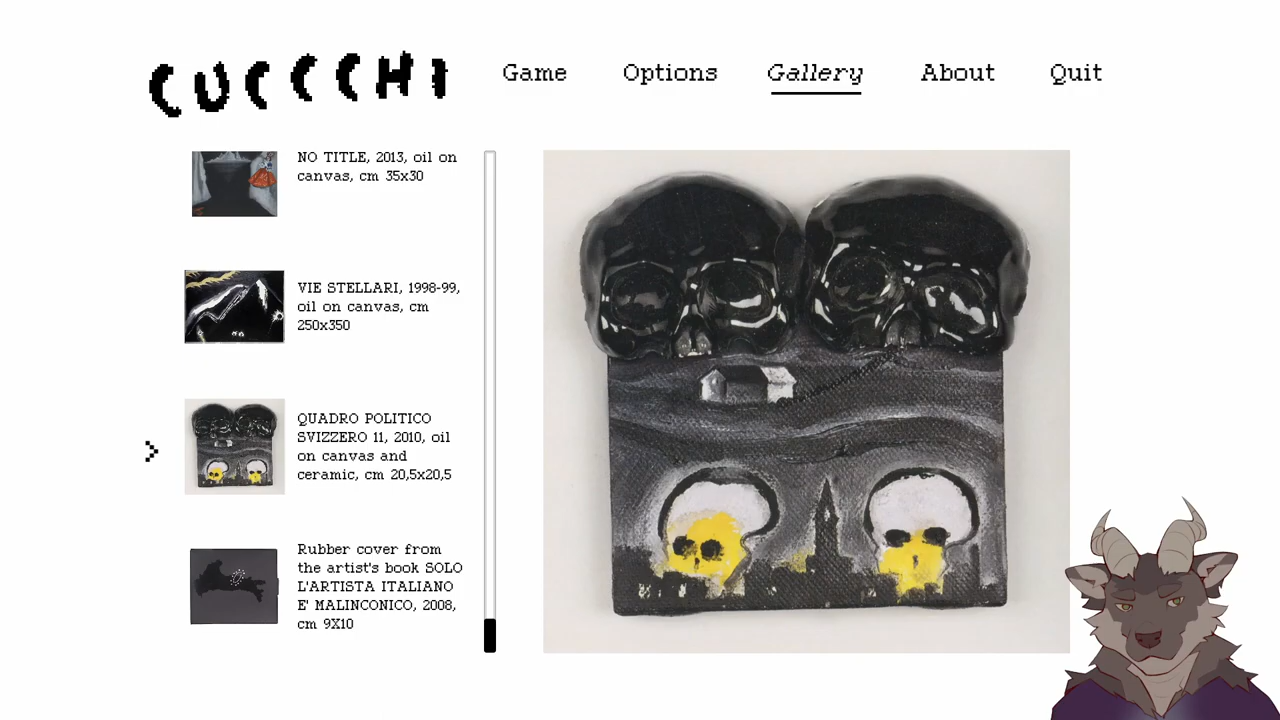 CUCCCHI
Game Options Gallery About Quit
NO TITLE, 2013, oil on
canvas, cm 35x30
VIE STELLARI, 1998-99,
oil on canvas, cm
250x350
QUADRO POLITICO
SVIZZERO 11, 2010, oil
on canvas and
ceramic, cm 20,5x20,5
Rubber cover from
the artist's book SOLO
L'ARTISTA ITALIANO
E' MALINCONICO, 2008,
cm 9X10